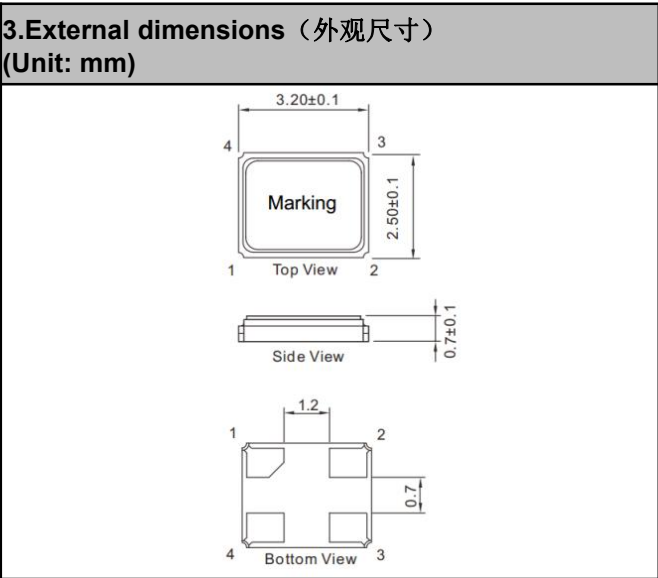 3.External dimensions（外观尺寸）
(Unit: mm)
3.20±0.1
4 3
Marking
2.50±0.1
1 Top View 2
0.7±0.1
Side View
1.2
1 2
0.7
4 Bottom View 3